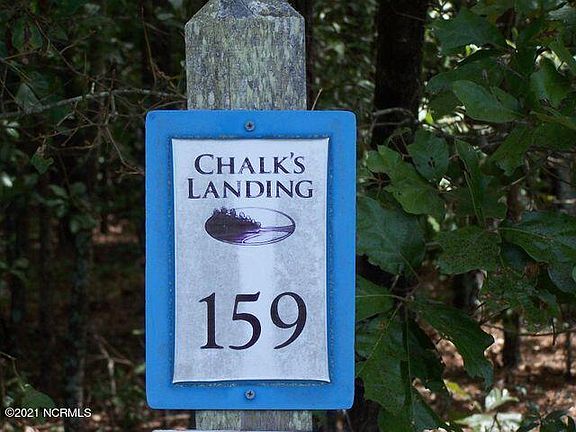 CHALK'S
LANDING
159
©2021 NCRMLS